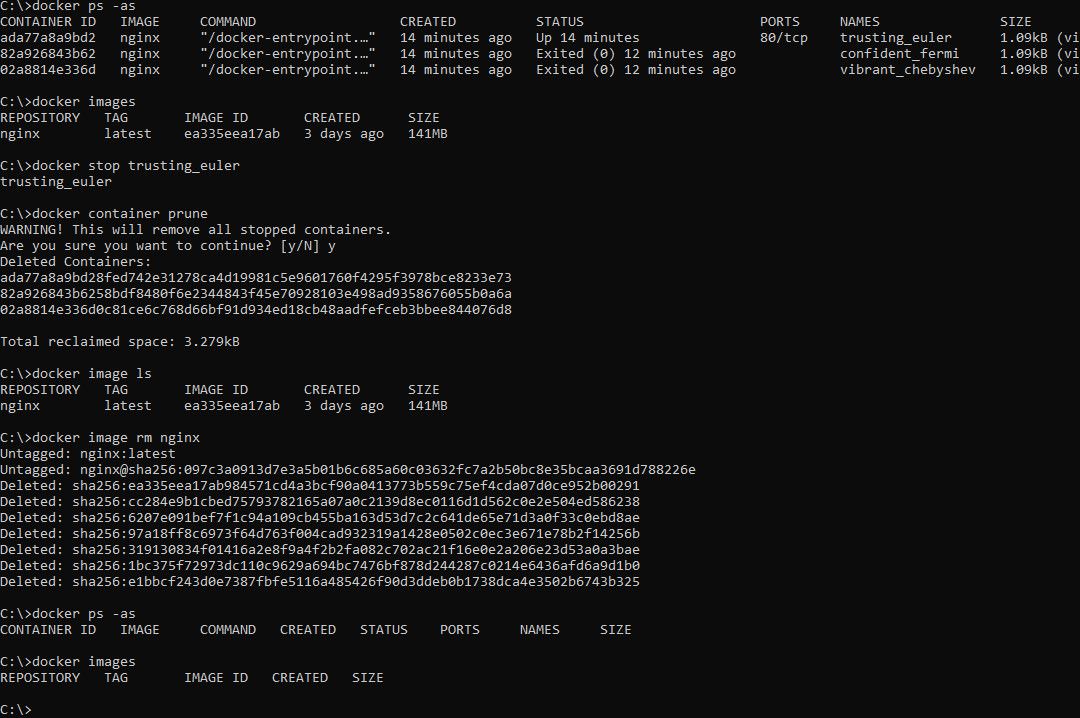 C:\>docker ps -as
CONTAINER ID   IMAGE     COMMAND                  CREATED          STATUS                      PORTS     NAMES               SIZE
ada77a8a9bd2   nginx     "/docker-entrypoint.…"   14 minutes ago   Up 14 minutes               80/tcp    trusting_euler      1.09kB (vi
82a926843b62   nginx     "/docker-entrypoint.…"   14 minutes ago   Exited (0) 12 minutes ago             confident_fermi     1.09kB (vi
02a8814e336d   nginx     "/docker-entrypoint.…"   14 minutes ago   Exited (0) 12 minutes ago             vibrant_chebyshev   1.09kB (vi
C:\>docker images
REPOSITORY   TAG       IMAGE ID       CREATED      SIZE
nginx        latest    ea335eea17ab   3 days ago   141MB
C:\>docker stop trusting_euler
trusting_euler
C:\>docker container prune
WARNING! This will remove all stopped containers.
Are you sure you want to continue? [y/N] y
Deleted Containers:
ada77a8a9bd28fed742e31278ca4d19981c5e9601760f4295f3978bce8233e73
82a926843b6258bdf8480f6e2344843f45e70928103e498ad9358676055b0a6a
02a8814e336d0c81ce6c768d66bf91d934ed18cb48aadfefceb3bbee844076d8
Total reclaimed space: 3.279kB
C:\>docker image ls
REPOSITORY   TAG       IMAGE ID       CREATED      SIZE
nginx        latest    ea335eea17ab   3 days ago   141MB
C:\>docker image rm nginx
Untagged: nginx:latest
Untagged: nginx@sha256:097c3a0913d7e3a5b01b6c685a60c03632fc7a2b50bc8e35bcaa3691d788226e
Deleted: sha256:ea335eea17ab984571cd4a3bcf90a0413773b559c75ef4cda07d0ce952b00291
Deleted: sha256:cc284e9b1cbed75793782165a07a0c2139d8ec0116d1d562c0e2e504ed586238
Deleted: sha256:6207e091bef7f1c94a109cb455ba163d53d7c2c641de65e71d3a0f33c0ebd8ae
Deleted: sha256:97a18ff8c6973f64d763f004cad932319a1428e0502c0ec3e671e78b2f14256b
Deleted: sha256:319130834f01416a2e8f9a4f2b2fa082c702ac21f16e0e2a206e23d53a0a3bae
Deleted: sha256:1bc375f72973dc110c9629a694bc7476bf878d244287c0214e6436afd6a9d1b0
Deleted: sha256:e1bbcf243d0e7387fbfe5116a485426f90d3ddeb0b1738dca4e3502b6743b325
C:\>docker ps -as
CONTAINER ID   IMAGE     COMMAND   CREATED   STATUS    PORTS     NAMES     SIZE
C:\>docker images
REPOSITORY   TAG       IMAGE ID   CREATED   SIZE
C:\>